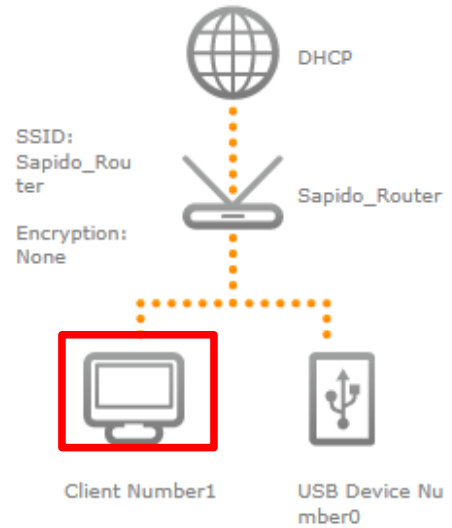 DHCP
SSID:
Sapido_Rou
ter
Sapido_Router
Encryption:
None
Client Number1
USB Device Nu
mber0